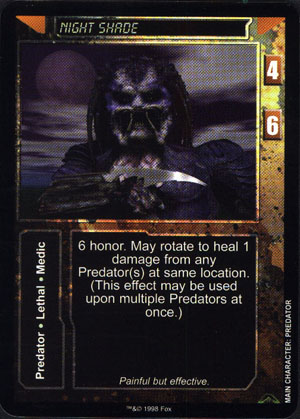 NIGHT SHADE
4
6
6 honor. May rotate to heal 1
damage from any
Predator(s) at same location.
(This effect may be used
upon multiple Predators at
once.)
Painful but effective.
Predator • Lethal • Medic
MAIN CHARACTER: PREDATOR
™&© 1998 Fox